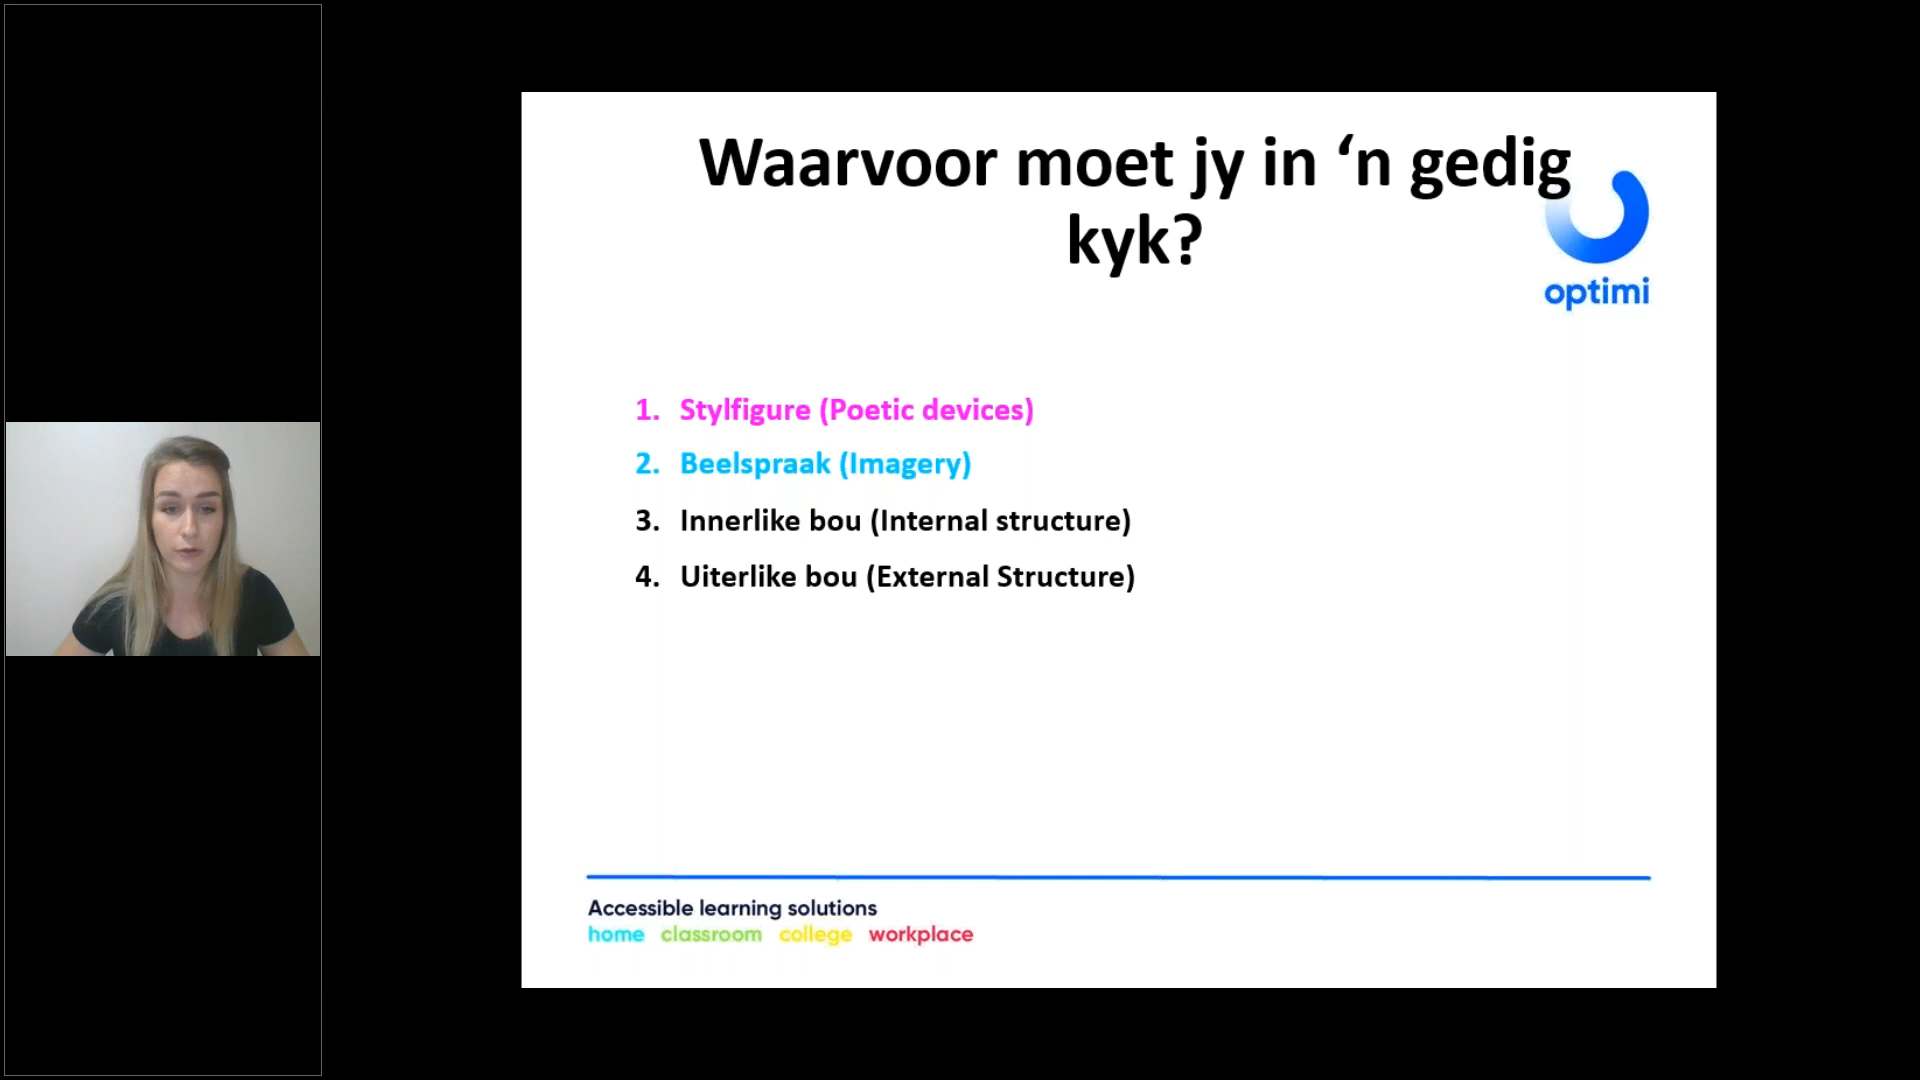 Waarvoor moet jy in ‘n gedig
kyk?
optimi
1. Stylfigure (Poetic devices)
2. Beelspraak (Imagery)
3. Innerlike bou (Internal structure)
4. Uiterlike bou (External Structure)
Accessible learning solutions
home classroom college workplace